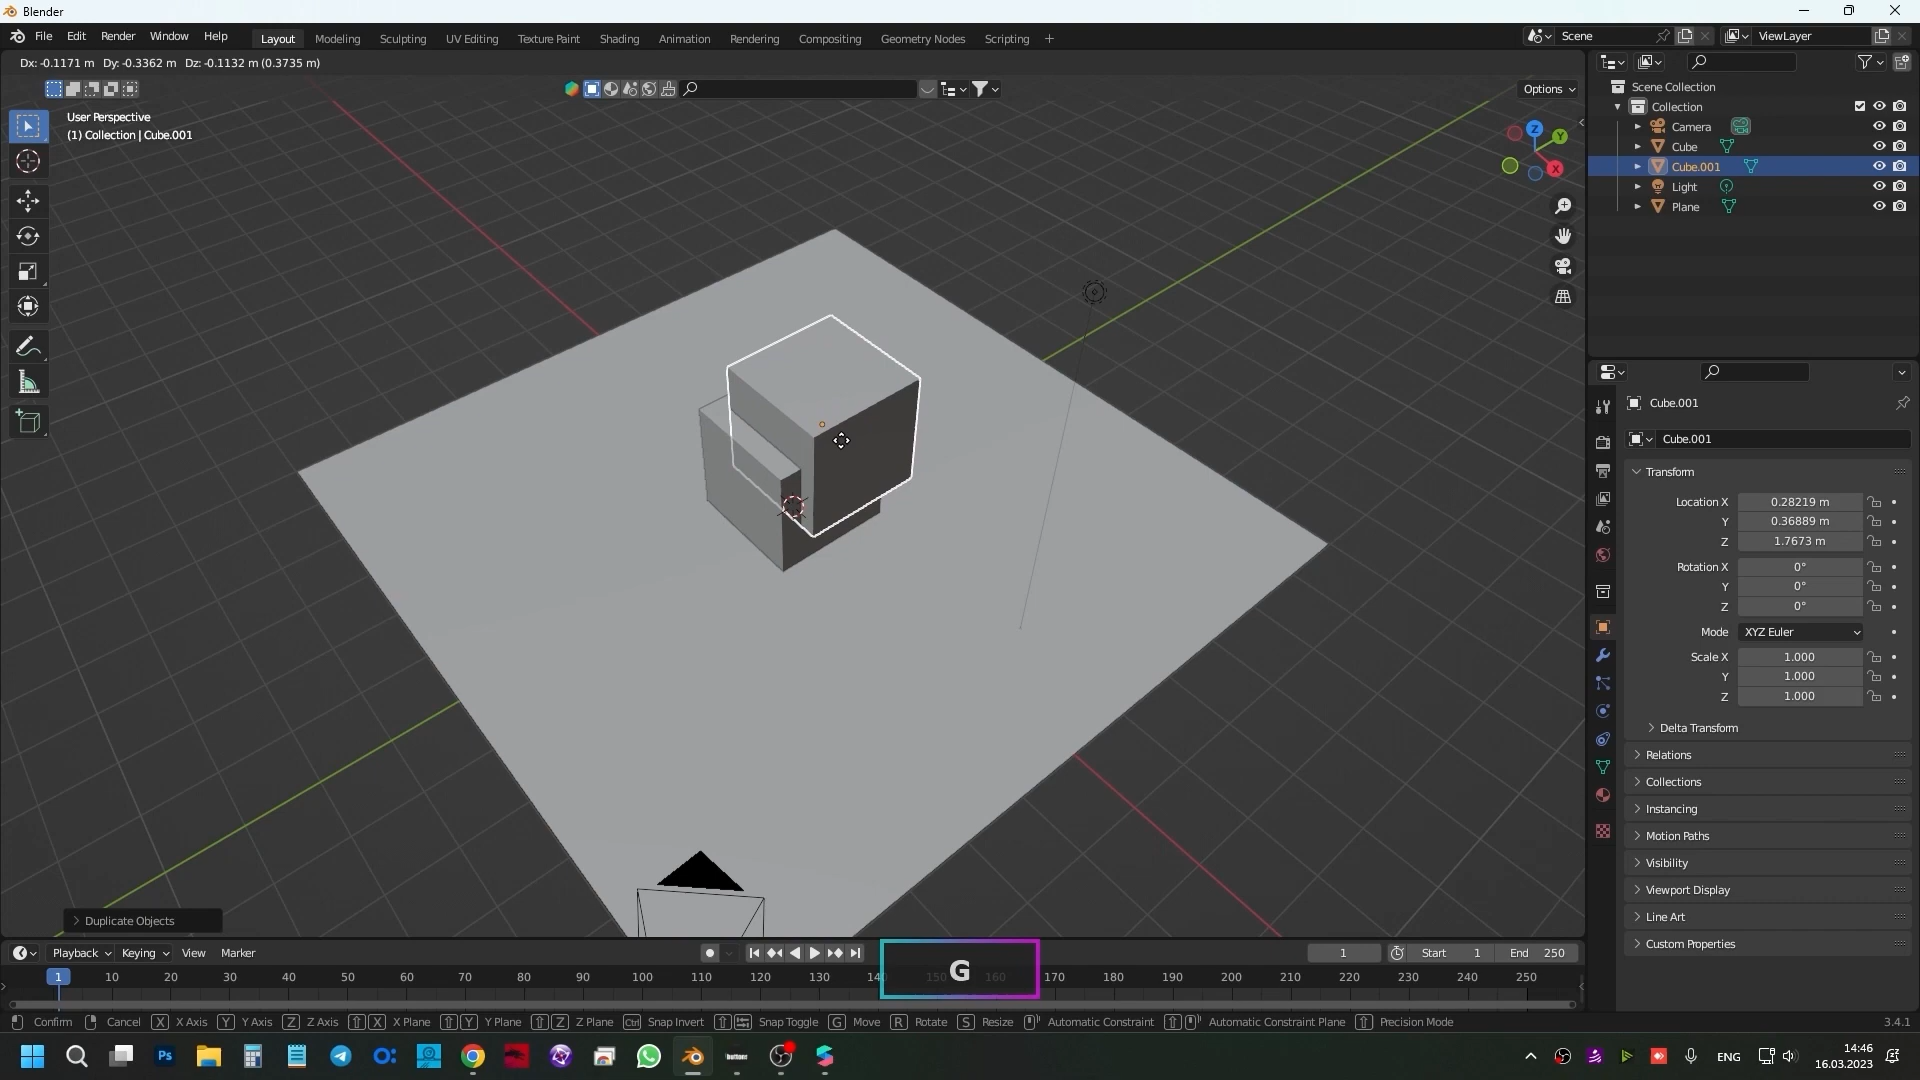 Blender
File Edit Render Window Help Layout Modeling Sculpting UV Editing Texture Paint Shading Animation Rendering Compositing Geometry Nodes Scripting + Scene ViewLayer
Dx: -0.1171 m Dy: -0.3362 m Dz: -0.1132 m (0.3735 m)
Options
User Perspective
(1) Collection | Cube.001
Z
Y
X
Scene Collection
Collection
Camera
Cube
Cube.001
Light
Plane
Cube.001
Cube.001
Transform
Location X 0.28219 m
Y 0.36889 m
Z 1.7673 m
Rotation X 0°
Y 0°
Z 0°
Mode XYZ Euler
Scale X 1.000
Y 1.000
Z 1.000
Delta Transform
Relations
Collections
Instancing
Motion Paths
Visibility
Viewport Display
Line Art
Custom Properties
Duplicate Objects
Playback Keying View Marker 1 Start 1 End 250
1 10 20 30 40 50 60 70 80 90 100 110 120 130 140 150 160 170 180 190 200 210 220 230 240 250
G
Confirm Cancel X X Axis Y Y Axis Z Z Axis X X Plane Y Y Plane Z Z Plane Ctrl Snap Invert Snap Toggle G Move R Rotate S Resize Automatic Constraint Automatic Constraint Plane Precision Mode 3.4.1
Ps
ENG
14:46
16.03.2023